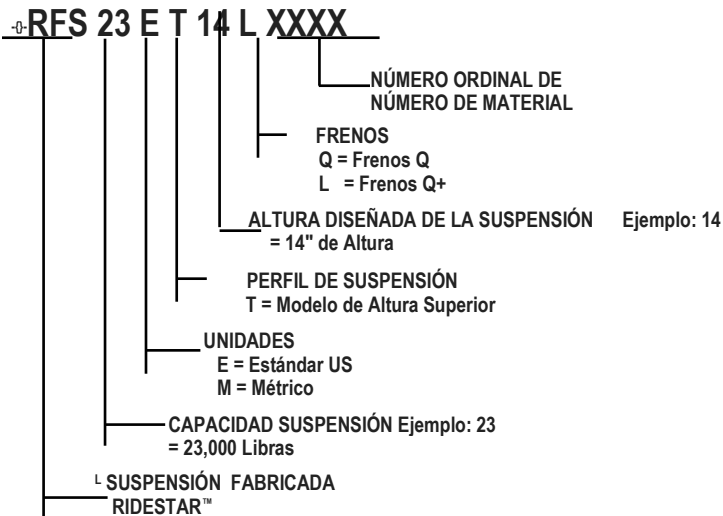 -0-RFS 23 E T 14 L XXXX
NÚMERO ORDINAL DE
NÚMERO DE MATERIAL
FRENOS
Q = Frenos Q
L = Frenos Q+
ALTURA DISEÑADA DE LA SUSPENSIÓN Ejemplo: 14
= 14" de Altura
PERFIL DE SUSPENSIÓN
T = Modelo de Altura Superior
UNIDADES
E = Estándar US
M = Métrico
CAPACIDAD SUSPENSIÓN Ejemplo: 23
= 23,000 Libras
L SUSPENSIÓN FABRICADA
RIDESTAR™